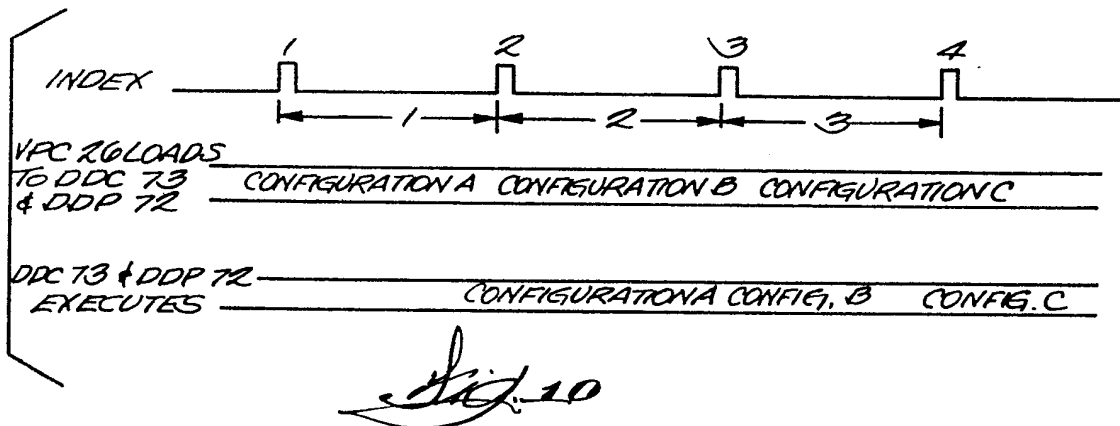 1 2 3 4
INDEX
1 2 3
VPC 26 LOADS
TO DDC 73 CONFIGURATION A CONFIGURATION B CONFIGURATION C
& DDP 72
DDC 73 & DDP 72
EXECUTES CONFIGURATION A CONFIG. B CONFIG. C
Fig. 10